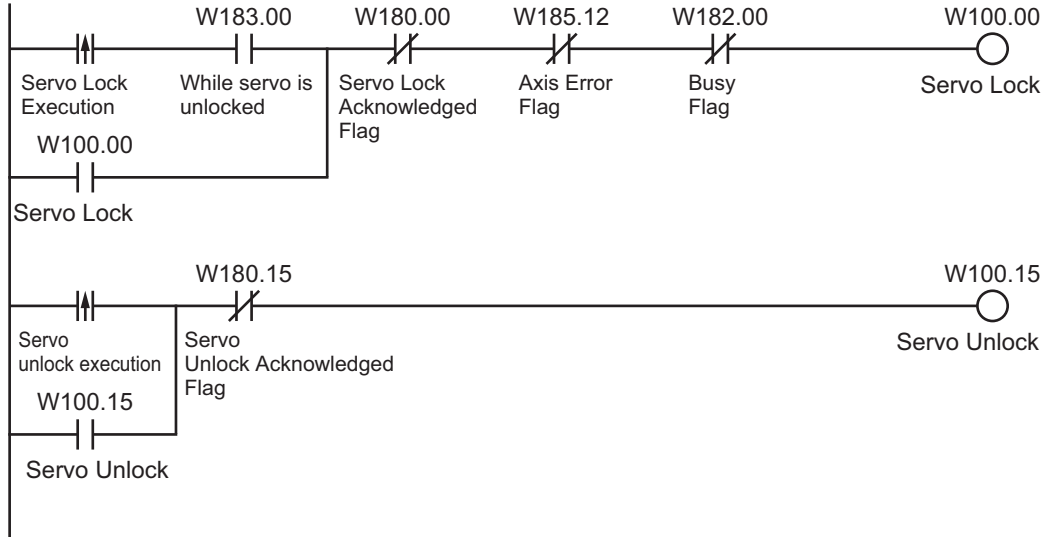 W183.00 W180.00 W185.12 W182.00 W100.00
Servo Lock While servo is Servo Lock Axis Error Busy Servo Lock
Execution unlocked Acknowledged Flag Flag
Flag
W100.00
Servo Lock
W180.15 W100.15
Servo Servo Servo Unlock
unlock execution Unlock Acknowledged
Flag
W100.15
Servo Unlock